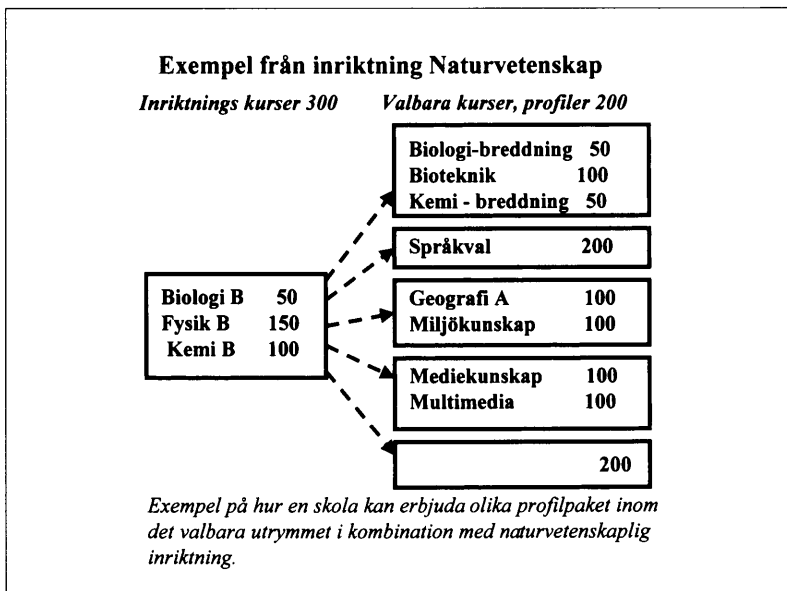 Exempel från inriktning Naturvetenskap
Inriktnings kurser 300 Valbara kurser, profiler 200
Biologi-breddning 50
Bioteknik 100
Kemi - breddning 50
Språkval 200
Biologi B 50
Fysik B 150
Kemi B 100
Geografi A 100
Miljökunskap 100
Mediekunskap 100
Multimedia 100
200
Exempel på hur en skola kan erbjuda olika profilpaket inom
det valbara utrymmet i kombination med naturvetenskaplig
inriktning.